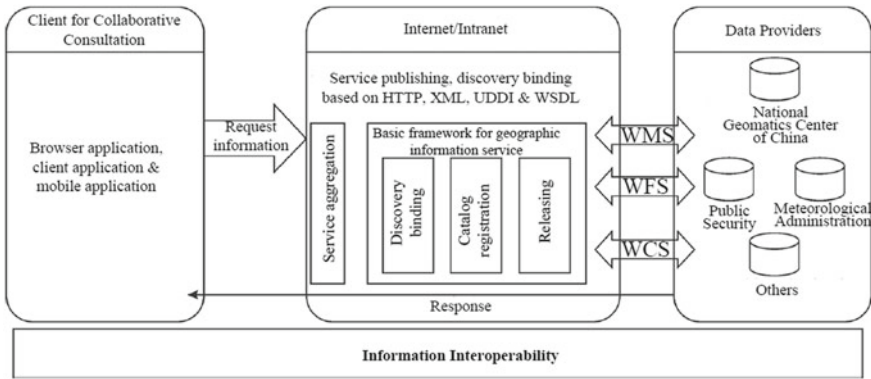 Client for Collaborative
Consultation
Browser application,
client application &
mobile application
Request
information
Internet/Intranet
Service publishing, discovery binding
based on HTTP, XML, UDDI & WSDL
Service aggregation
Basic framework for geographic
information service
Discovery
binding
Catalog
registration
Releasing
WMS
WFS
WCS
Data Providers
National
Geomatics Center
of China
Public
Security
Meteorological
Administration
Others
Response
Information Interoperability